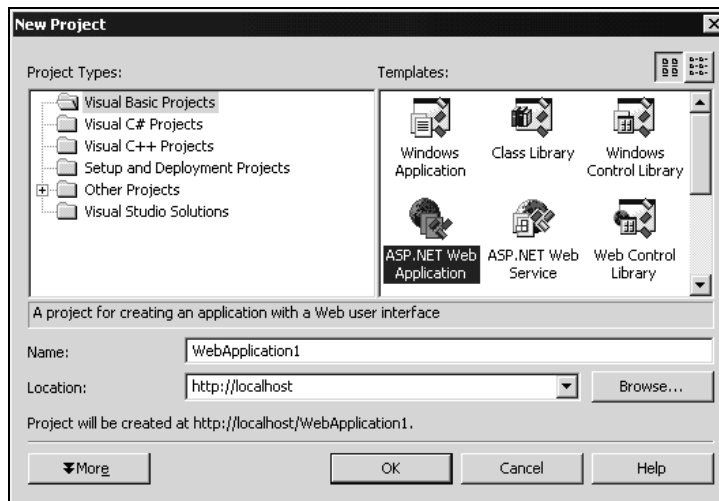 New Project
Project Types:
Templates:
Visual Basic Projects
Visual C# Projects
Visual C++ Projects
Setup and Deployment Projects
Other Projects
Visual Studio Solutions
Windows
Application
Class Library
Windows
Control Library
ASP.NET Web
Application
ASP.NET Web
Service
Web Control
Library
A project for creating an application with a Web user interface
Name:
WebApplication1
Location:
http://localhost
Browse...
Project will be created at http://localhost/WebApplication1.
More
OK
Cancel
Help